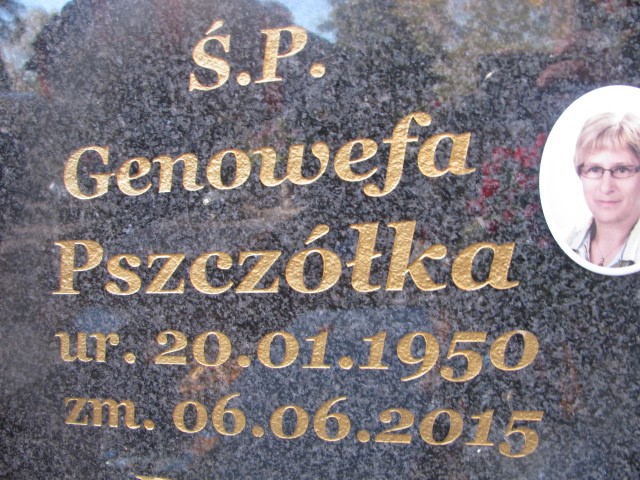 Ś.P.
Genowefa
Pszczółka
ur. 20.01.1950
zm. 06.06.2015